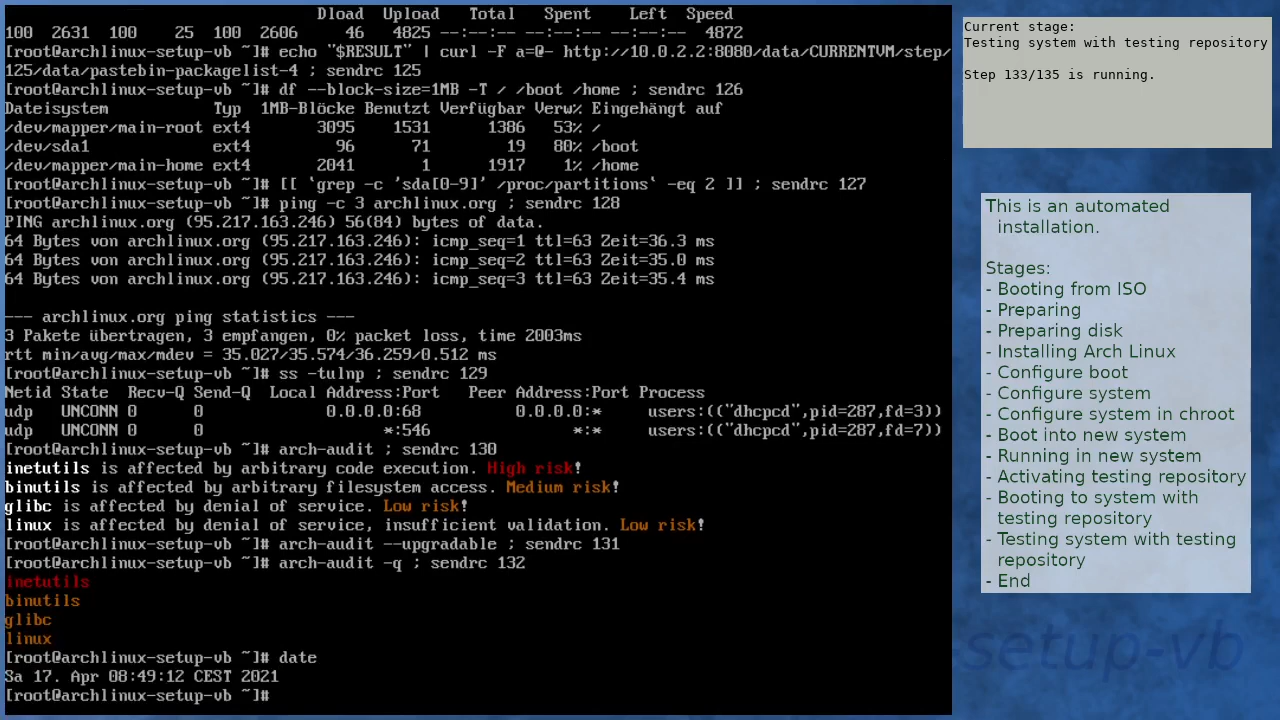 Dload  Upload   Total   Spent    Left  Speed
100  2631  100    25  100  2606     46   4825 --:--:-- --:--:-- --:--:--  4872
[root@archlinux-setup-vb ~]# echo "$RESULT" | curl -F a=@- http://10.0.2.2:8080/data/CURRENTVM/step/
125/data/pastebin-packagelist-4 ; sendrc 125
[root@archlinux-setup-vb ~]# df --block-size=1MB -T / /boot /home ; sendrc 126
Dateisystem           Typ  1MB-Blöcke Benutzt Verfügbar Verw% Eingehängt auf
/dev/mapper/main-root ext4       3095    1531      1386   53% /
/dev/sda1             ext4         96      71        19   80% /boot
/dev/mapper/main-home ext4       2041       1      1917    1% /home
[root@archlinux-setup-vb ~]# [[ `grep -c 'sda[0-9]' /proc/partitions` -eq 2 ]] ; sendrc 127
[root@archlinux-setup-vb ~]# ping -c 3 archlinux.org ; sendrc 128
PING archlinux.org (95.217.163.246) 56(84) bytes of data.
64 Bytes von archlinux.org (95.217.163.246): icmp_seq=1 ttl=63 Zeit=36.3 ms
64 Bytes von archlinux.org (95.217.163.246): icmp_seq=2 ttl=63 Zeit=35.0 ms
64 Bytes von archlinux.org (95.217.163.246): icmp_seq=3 ttl=63 Zeit=35.4 ms
--- archlinux.org ping statistics ---
3 Pakete übertragen, 3 empfangen, 0% packet loss, time 2003ms
rtt min/avg/max/mdev = 35.027/35.574/36.259/0.512 ms
[root@archlinux-setup-vb ~]# ss -tulnp ; sendrc 129
Netid State  Recv-Q Send-Q  Local Address:Port   Peer Address:Port Process
udp   UNCONN 0      0             0.0.0.0:68          0.0.0.0:*     users:(("dhcpcd",pid=287,fd=3))
udp   UNCONN 0      0                   *:546               *:*     users:(("dhcpcd",pid=287,fd=7))
[root@archlinux-setup-vb ~]# arch-audit ; sendrc 130
inetutils is affected by arbitrary code execution. High risk!
binutils is affected by arbitrary filesystem access. Medium risk!
glibc is affected by denial of service. Low risk!
linux is affected by denial of service, insufficient validation. Low risk!
[root@archlinux-setup-vb ~]# arch-audit --upgradable ; sendrc 131
[root@archlinux-setup-vb ~]# arch-audit -q ; sendrc 132
inetutils
binutils
glibc
linux
[root@archlinux-setup-vb ~]# date
Sa 17. Apr 08:49:12 CEST 2021
[root@archlinux-setup-vb ~]#
Current stage:
Testing system with testing repository
Step 133/135 is running.
This is an automated
installation.
Stages:
- Booting from ISO
- Preparing
- Preparing disk
- Installing Arch Linux
- Configure boot
- Configure system
- Configure system in chroot
- Boot into new system
- Running in new system
- Activating testing repository
- Booting to system with
testing repository
- Testing system with testing
repository
- End
setup-vb